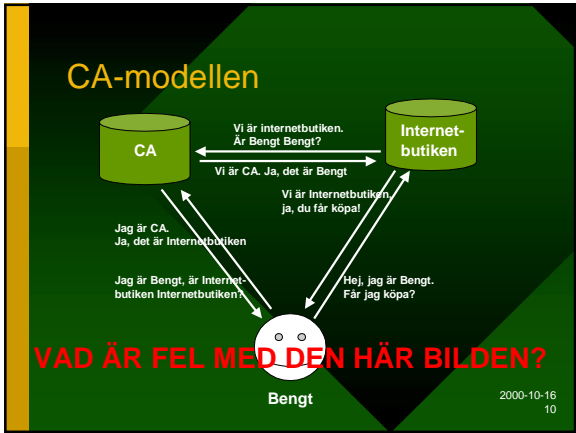 CA-modellen
CA
Vi är internetbutiken.
Är Bengt Bengt?
Internet-
butiken
Vi är CA. Ja, det är Bengt
Vi är Internetbutiken,
ja, du får köpa!
Jag är CA.
Ja, det är Internetbutiken
Jag är Bengt, är Internet-
butiken Internetbutiken?
Hej, jag är Bengt.
Får jag köpa?
VAD ÄR FEL MED DEN HÄR BILDEN?
Bengt
2000-10-16
10